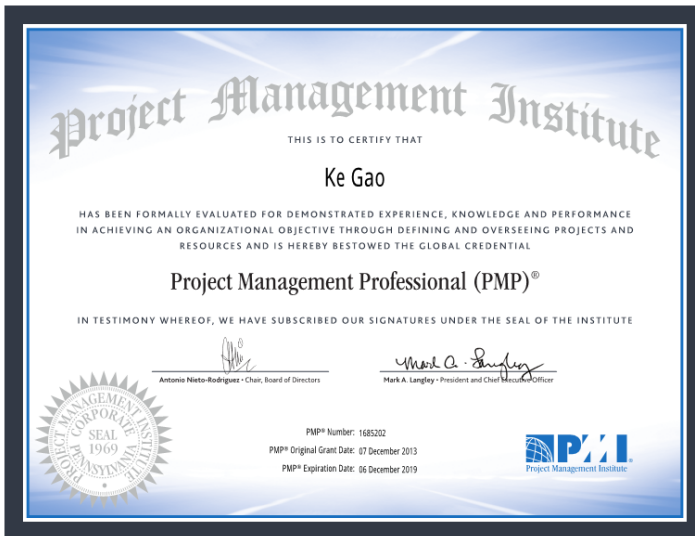 Project Management Institute
THIS IS TO CERTIFY THAT
Ke Gao
HAS BEEN FORMALLY EVALUATED FOR DEMONSTRATED EXPERIENCE, KNOWLEDGE AND PERFORMANCE
IN ACHIEVING AN ORGANIZATIONAL OBJECTIVE THROUGH DEFINING AND OVERSEEING PROJECTS AND
RESOURCES AND IS HEREBY BESTOWED THE GLOBAL CREDENTIAL
Project Management Professional (PMP)®
IN TESTIMONY WHEREOF, WE HAVE SUBSCRIBED OUR SIGNATURES UNDER THE SEAL OF THE INSTITUTE
Mark A. Langley
Antonio Nieto-Rodriguez • Chair, Board of Directors
Mark A. Langley • President and Chief Executive Officer
PROJECT MANAGEMENT INSTITUTE
CORPORATE
SEAL
1969
PENNSYLVANIA
PMP® Number: 1685202
PMP® Original Grant Date: 07 December 2013
PMP® Expiration Date: 06 December 2019
PMI®
Project Management Institute